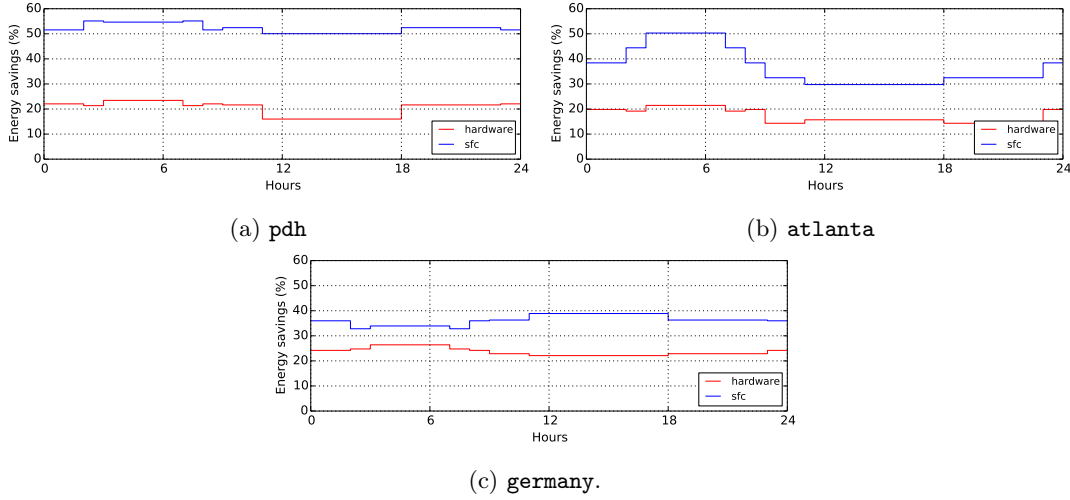 60
50
40
30
20
10
0
Energy savings (%)
0 6 12 18 24
Hours
hardware
sfc
(a) pdh
60
50
40
30
20
10
0
Energy savings (%)
0 6 12 18 24
Hours
hardware
sfc
(b) atlanta
60
50
40
30
20
10
0
Energy savings (%)
0 6 12 18 24
Hours
hardware
sfc
(c) germany.